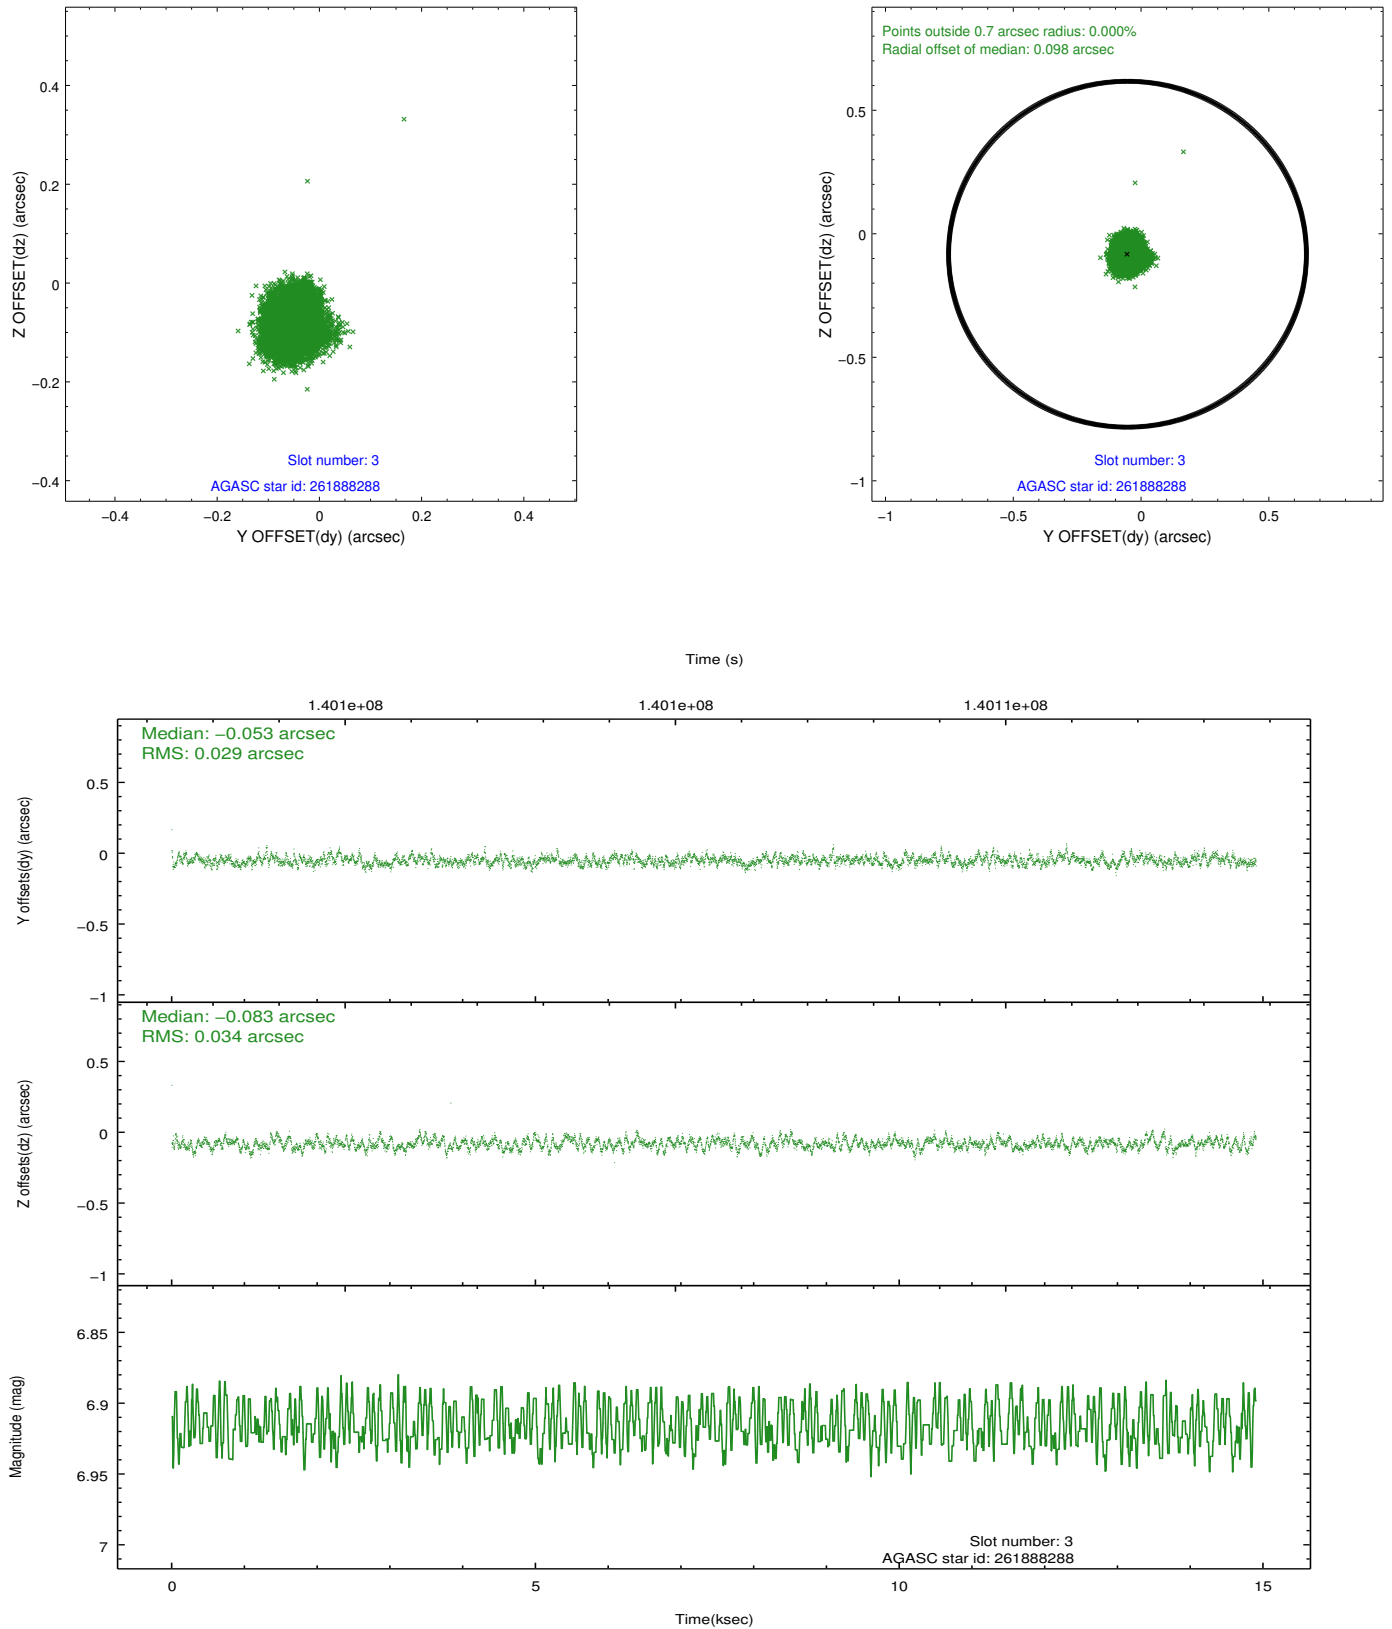 0.4
0.2
0
−0.2
−0.4
Z OFFSET(dz) (arcsec)
Slot number: 3
AGASC star id: 261888288
−0.4 −0.2 0 0.2 0.4
Y OFFSET(dy) (arcsec)
Points outside 0.7 arcsec radius: 0.000%
Radial offset of median: 0.098 arcsec
0.5
0
−0.5
−1
Z OFFSET(dz) (arcsec)
Slot number: 3
AGASC star id: 261888288
−1 −0.5 0 0.5
Y OFFSET(dy) (arcsec)
Time (s)
1.401e+08 1.401e+08 1.4011e+08
Median: −0.053 arcsec
RMS: 0.029 arcsec
0.5
0
−0.5
−1
Y offsets(dy) (arcsec)
Median: −0.083 arcsec
RMS: 0.034 arcsec
0.5
0
−0.5
−1
Z offsets(dz) (arcsec)
6.85
6.9
6.95
7
Magnitude (mag)
Slot number: 3
AGASC star id: 261888288
0 5 10 15
Time(ksec)